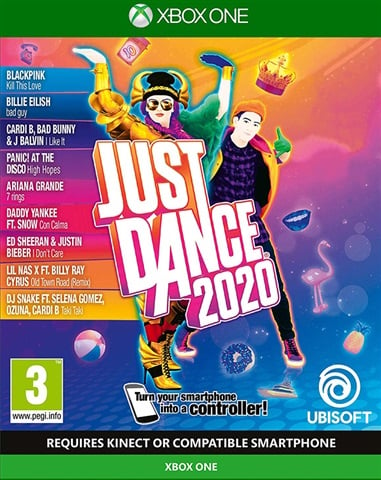 XBOX ONE
BLACKPINK
Kill This Love
BILLIE EILISH
bad guy
CARDI B, BAD BUNNY
& J BALVIN I Like It
PANIC! AT THE
DISCO High Hopes
ARIANA GRANDE
7 rings
DADDY YANKEE
FT. SNOW Con Calma
ED SHEERAN & JUSTIN
BIEBER I Don't Care
LIL NAS X FT. BILLY RAY
CYRUS Old Town Road (Remix)
DJ SNAKE FT. SELENA GOMEZ,
OZUNA, CARDI B Taki Taki
JUST
DANCE
2020
3
www.pegi.info
Turn your smartphone
into a controller!
UBISOFT
REQUIRES KINECT OR COMPATIBLE SMARTPHONE
XBOX ONE